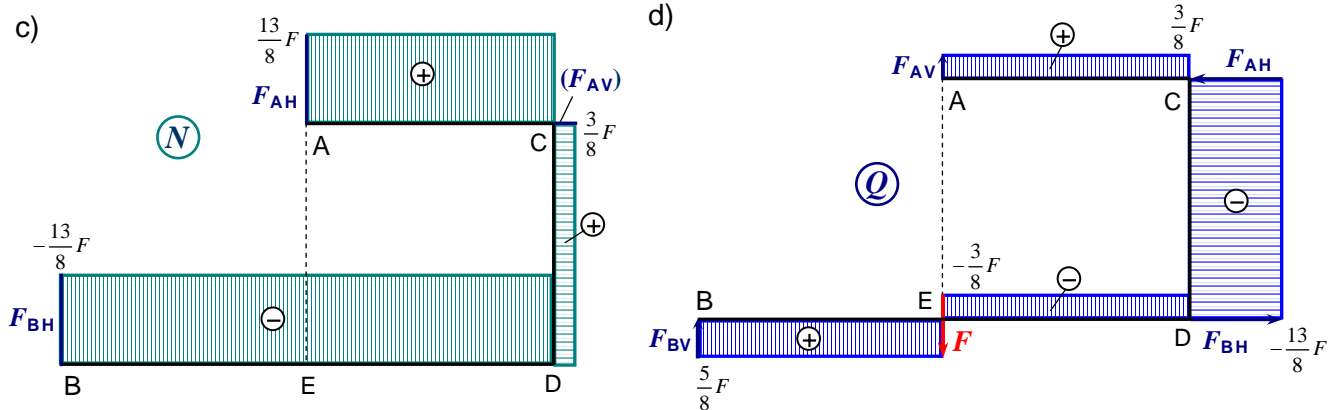 c)
13/8 F
F_AH
+
(F_AV)
A
C
3/8 F
N
+
-13/8 F
F_BH
−
B
E
D
d)
+
3/8 F
F_AV
F_AH
A
C
Q
−
-3/8 F
−
B
E
F_BV
+
F
D
F_BH
-13/8 F
5/8 F